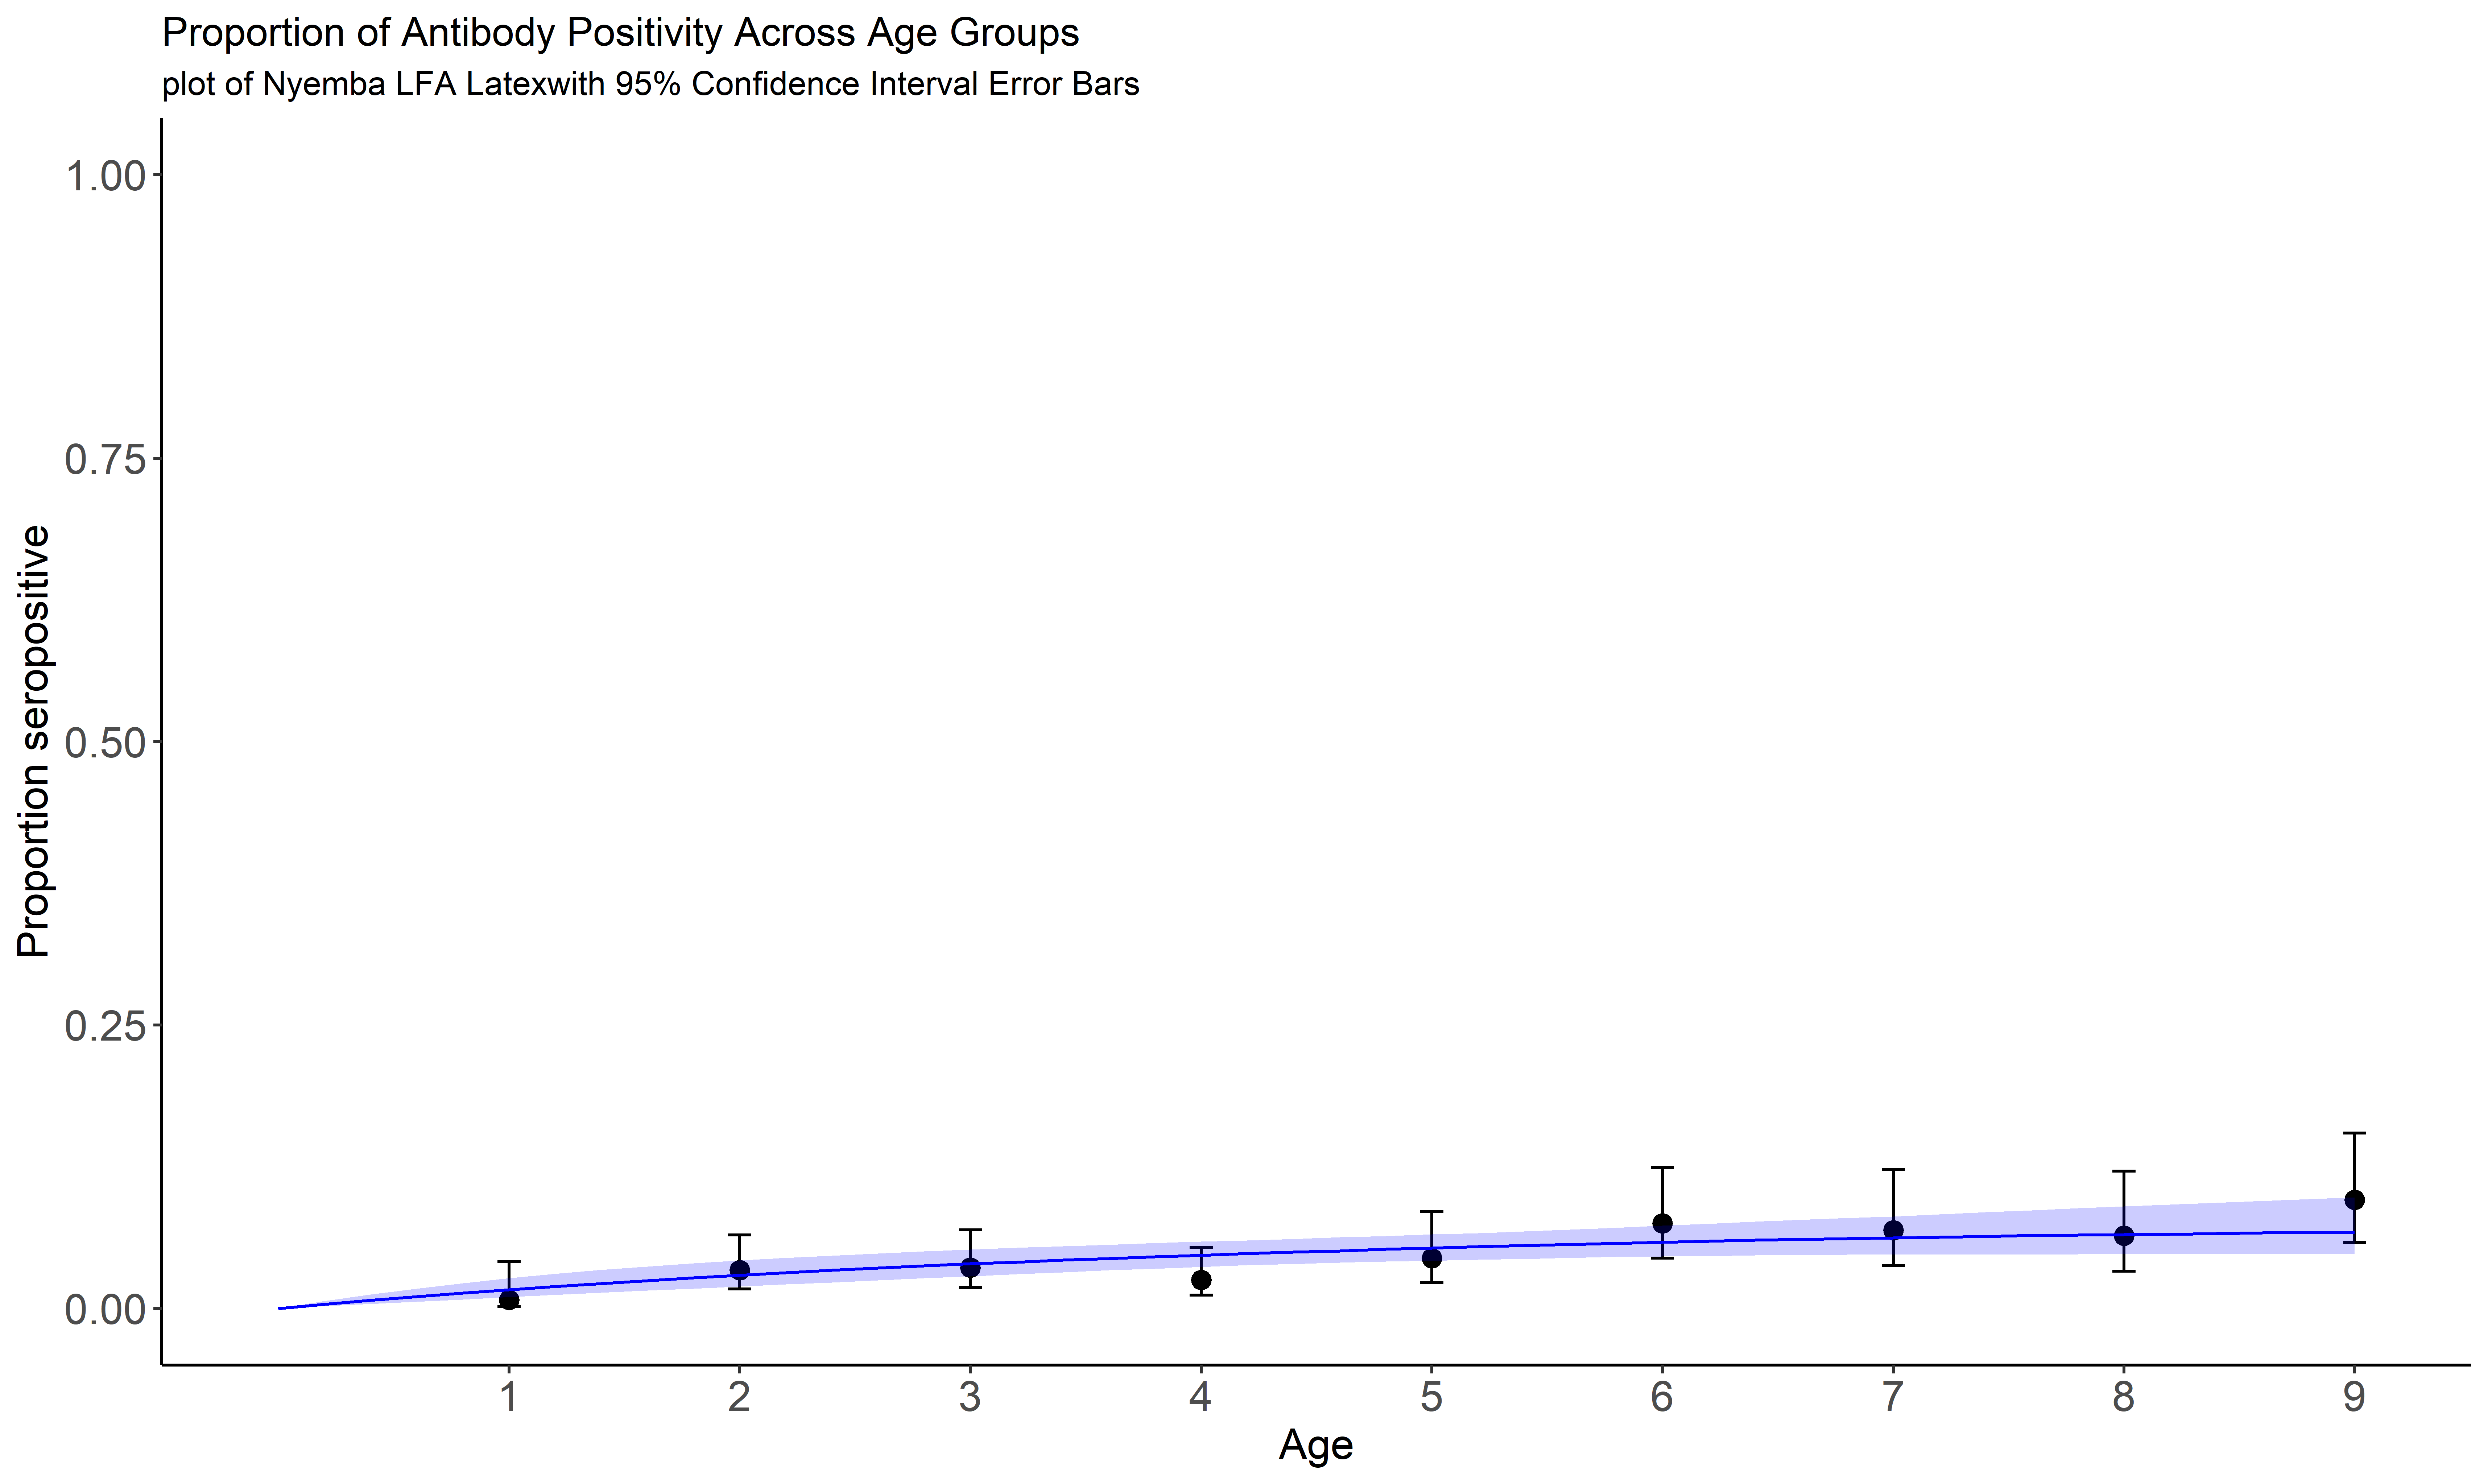 Proportion of Antibody Positivity Across Age Groups
plot of Nyemba LFA Latexwith 95% Confidence Interval Error Bars
1.00
0.75
0.50
0.25
0.00
Proportion seropositive
1 2 3 4 5 6 7 8 9
Age